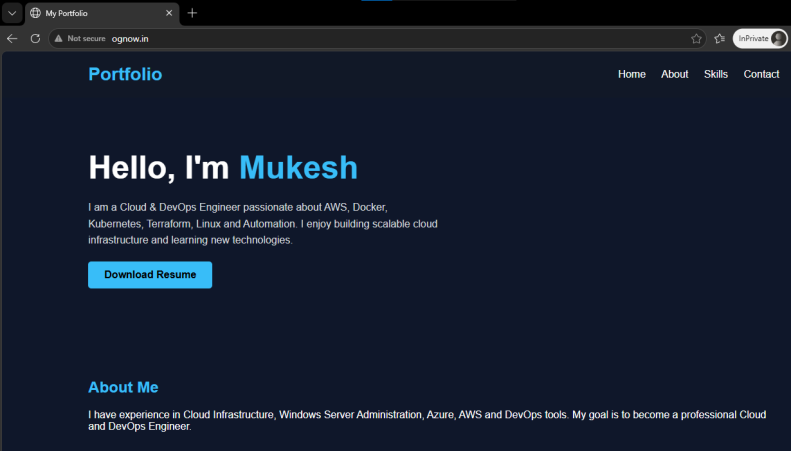 My Portfolio
Not secure ognow.in
InPrivate
Portfolio
Home About Skills Contact
Hello, I'm Mukesh
I am a Cloud & DevOps Engineer passionate about AWS, Docker,
Kubernetes, Terraform, Linux and Automation. I enjoy building scalable cloud
infrastructure and learning new technologies.
Download Resume
About Me
I have experience in Cloud Infrastructure, Windows Server Administration, Azure, AWS and DevOps tools. My goal is to become a professional Cloud
and DevOps Engineer.